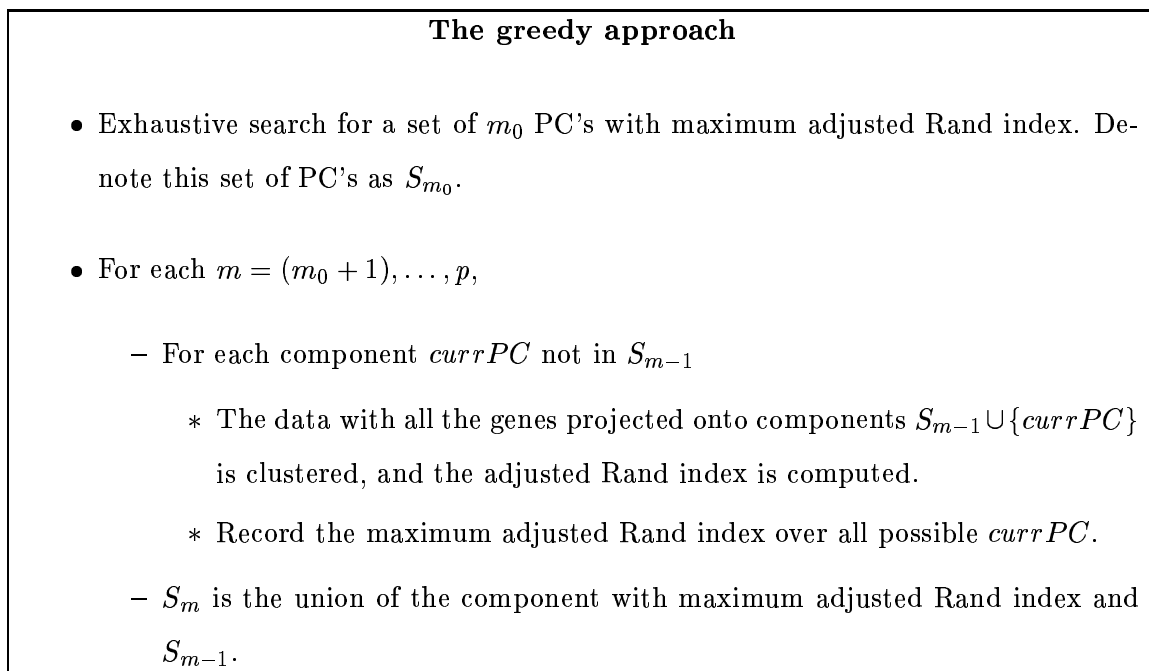 The greedy approach
• Exhaustive search for a set of m₀ PC's with maximum adjusted Rand index. De-
note this set of PC's as Sₘ₀.
• For each m = (m₀ + 1), . . . , p,
– For each component currPC not in Sₘ₋₁
∗ The data with all the genes projected onto components Sₘ₋₁∪{currPC}
is clustered, and the adjusted Rand index is computed.
∗ Record the maximum adjusted Rand index over all possible currPC.
– Sₘ is the union of the component with maximum adjusted Rand index and
Sₘ₋₁.